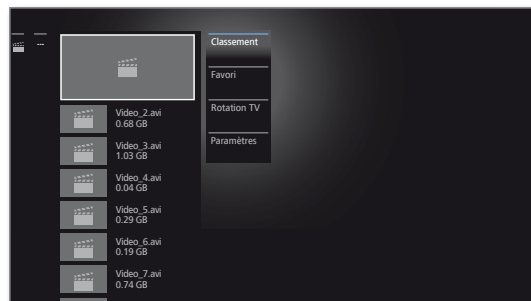 ...
Classement
Favori
Rotation TV
Paramètres
Video_2.avi
0.68 GB
Video_3.avi
1.03 GB
Video_4.avi
0.04 GB
Video_5.avi
0.29 GB
Video_6.avi
0.19 GB
Video_7.avi
0.74 GB